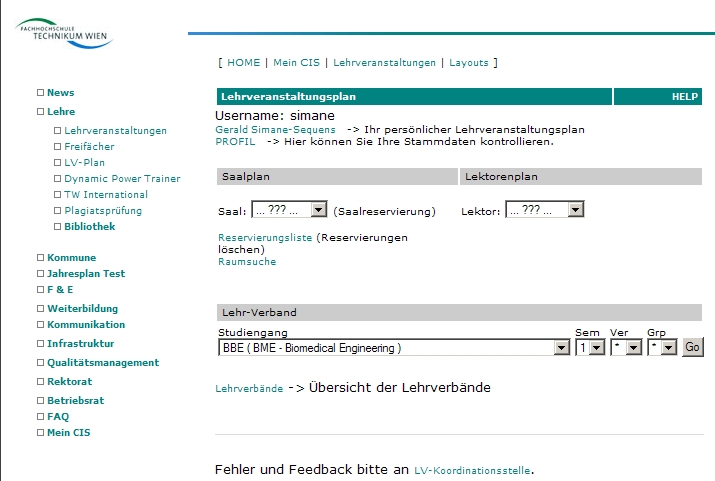 FACHHOCHSCHULE
TECHNIKUM WIEN
[ HOME | Mein CIS | Lehrveranstaltungen | Layouts ]
News
Lehre
Lehrveranstaltungen
Freifächer
LV-Plan
Dynamic Power Trainer
TW International
Plagiatsprüfung
Bibliothek
Kommune
Jahresplan Test
F & E
Weiterbildung
Kommunikation
Infrastruktur
Qualitätsmanagement
Rektorat
Betriebsrat
FAQ
Mein CIS
Lehrveranstaltungsplan HELP
Username: simane
Gerald Simane-Sequens -> Ihr persönlicher Lehrveranstaltungsplan
PROFIL -> Hier können Sie Ihre Stammdaten kontrollieren.
Saalplan Lektorenplan
Saal: ... ??? ... (Saalreservierung) Lektor: ... ??? ...
Reservierungsliste (Reservierungen
löschen)
Raumsuche
Lehr-Verband
Studiengang Sem Ver Grp
BBE ( BME - Biomedical Engineering ) 1 * * Go
Lehrverbände -> Übersicht der Lehrverbände
Fehler und Feedback bitte an LV-Koordinationsstelle.